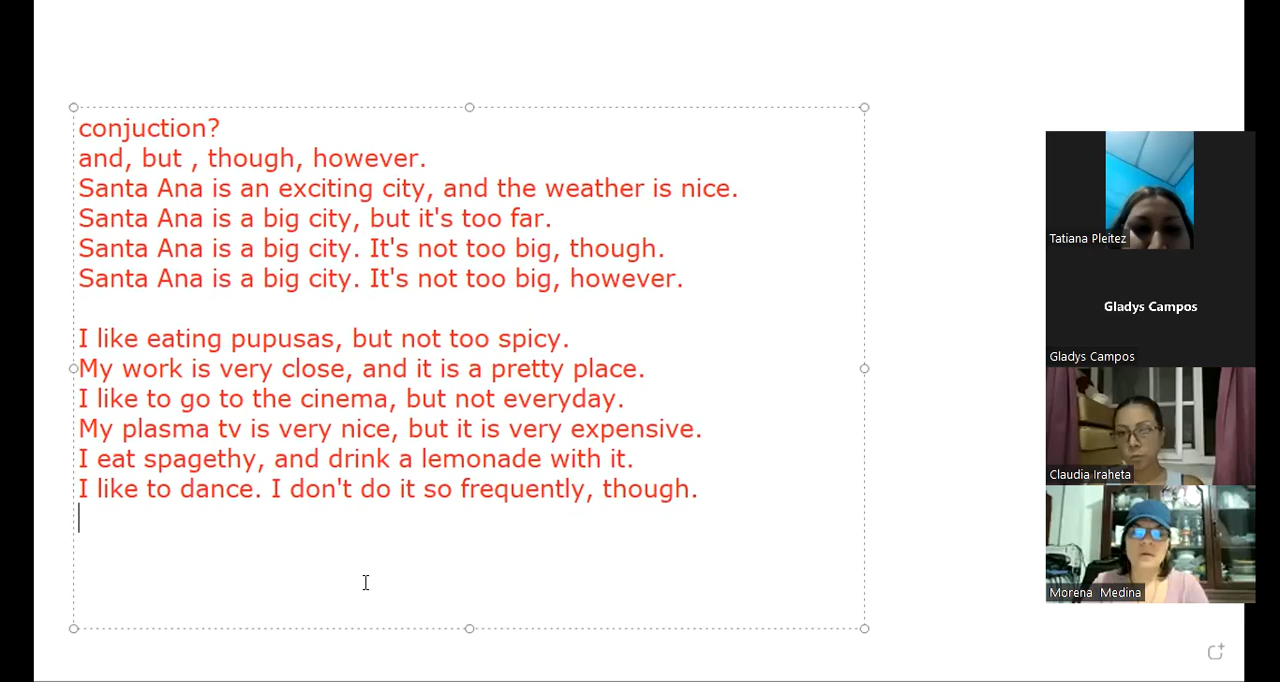 conjuction?
and, but , though, however.
Santa Ana is an exciting city, and the weather is nice.
Santa Ana is a big city, but it's too far.
Santa Ana is a big city. It's not too big, though.
Santa Ana is a big city. It's not too big, however.
I like eating pupusas, but not too spicy.
My work is very close, and it is a pretty place.
I like to go to the cinema, but not everyday.
My plasma tv is very nice, but it is very expensive.
I eat spagethy, and drink a lemonade with it.
I like to dance. I don't do it so frequently, though.
Tatiana Pleitez
Gladys Campos
Gladys Campos
Claudia Iraheta
Morena Medina